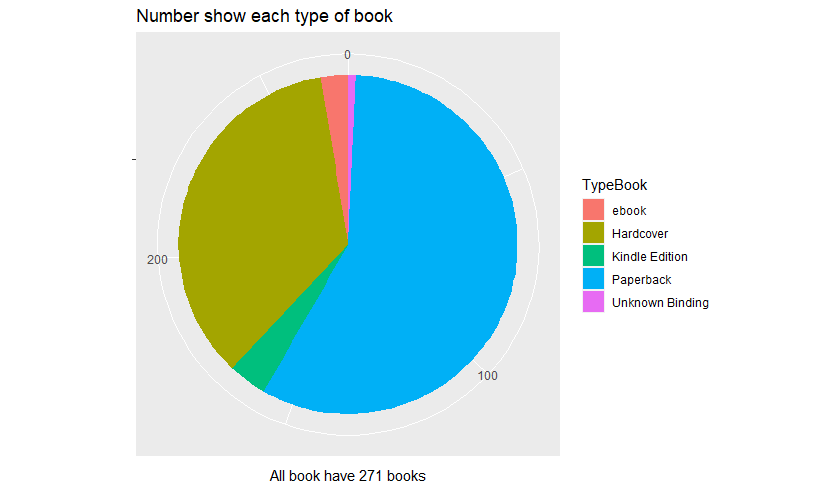 Number show each type of book
0
200
100
TypeBook
ebook
Hardcover
Kindle Edition
Paperback
Unknown Binding
All book have 271 books